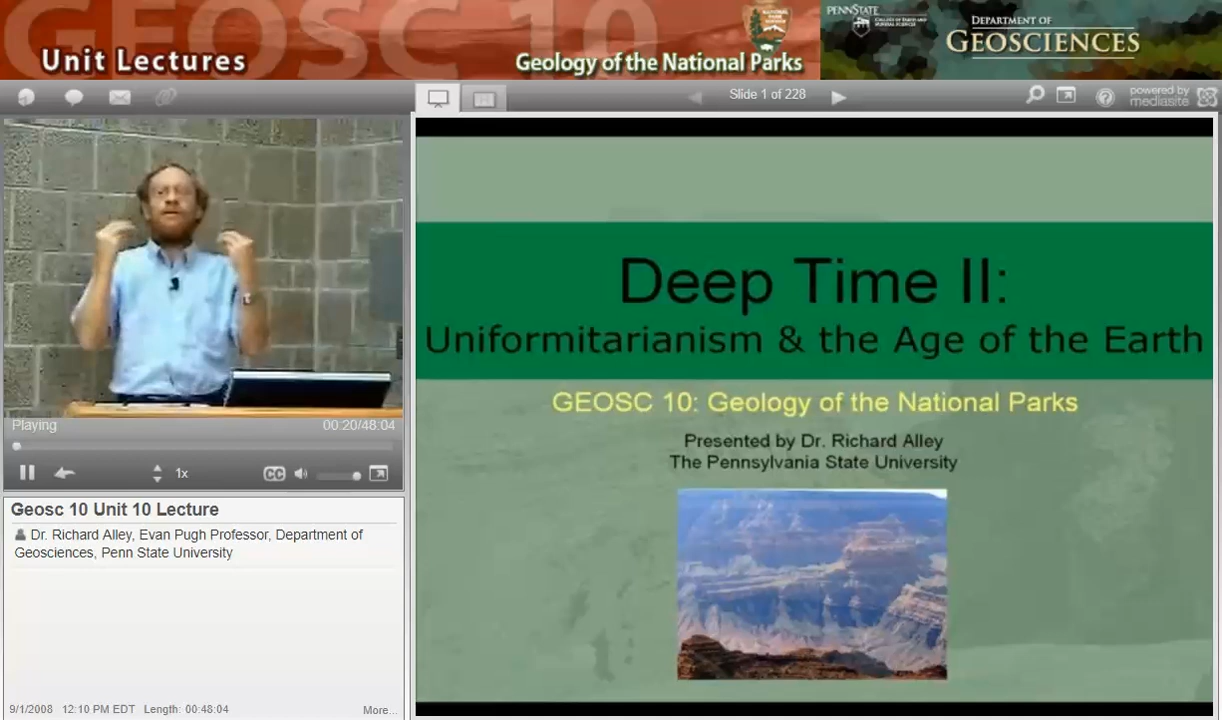 GEOSC 10
Unit Lectures
Geology of the National Parks
PENNSTATE
DEPARTMENT OF
GEOSCIENCES
Slide 1 of 228
powered by
mediasite
Playing
00:20/48:04
1x
CC
Geosc 10 Unit 10 Lecture
Dr. Richard Alley, Evan Pugh Professor, Department of
Geosciences, Penn State University
9/1/2008 12:10 PM EDT Length: 00:48:04
More...
Deep Time II:
Uniformitarianism & the Age of the Earth
GEOSC 10: Geology of the National Parks
Presented by Dr. Richard Alley
The Pennsylvania State University